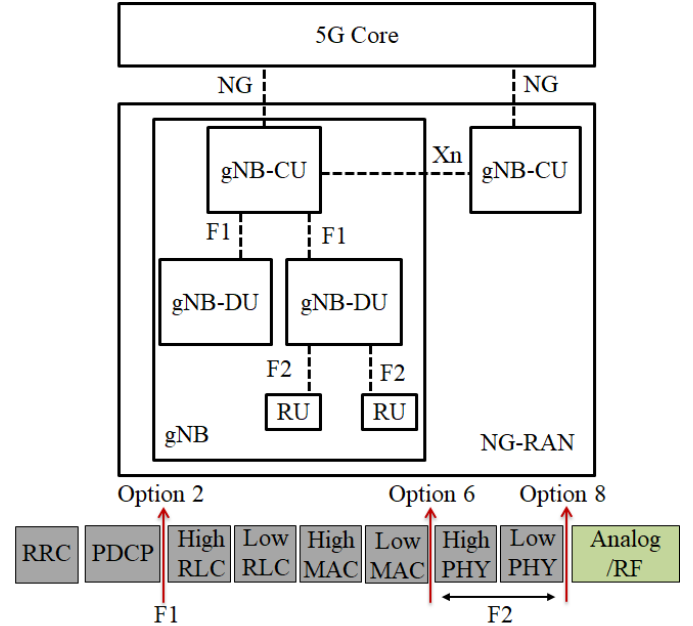 5G Core
NG
NG
gNB-CU
Xn
gNB-CU
F1
F1
gNB-DU
gNB-DU
F2
F2
RU
RU
gNB
NG-RAN
Option 2
Option 6
Option 8
RRC
PDCP
High
RLC
Low
RLC
High
MAC
Low
MAC
High
PHY
Low
PHY
Analog
/RF
F1
F2